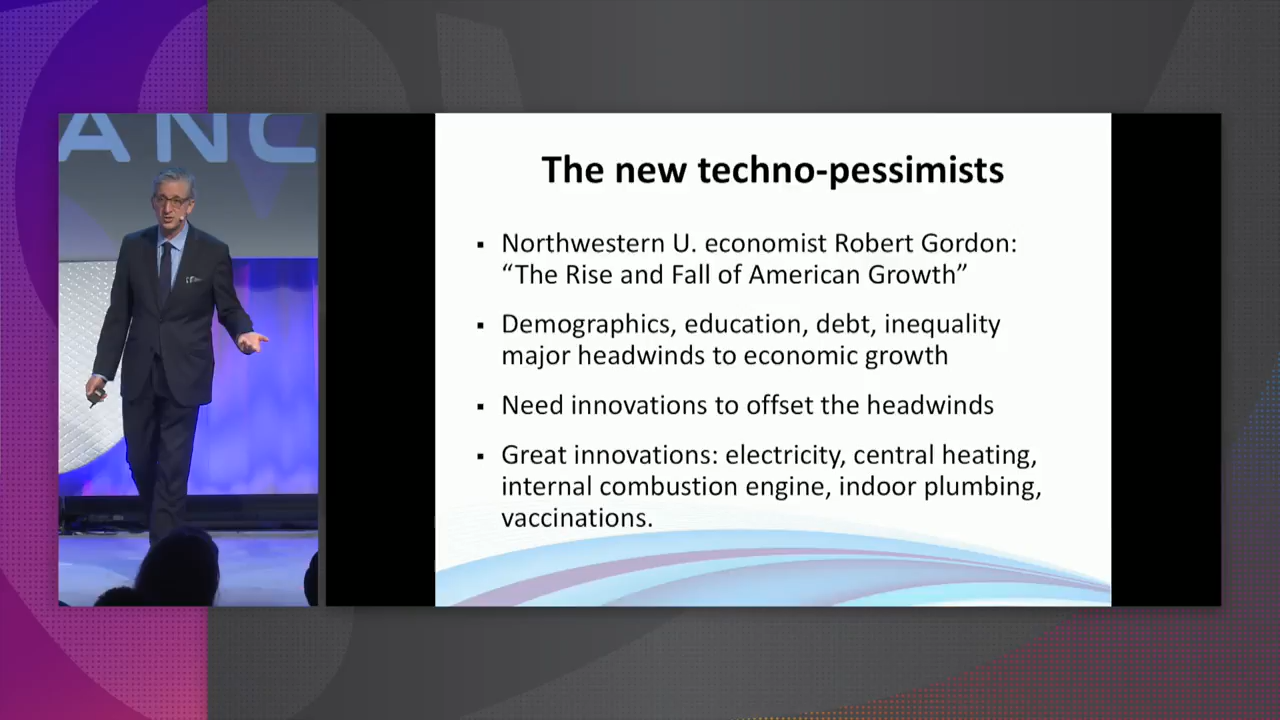 ANC
The new techno-pessimists
▪ Northwestern U. economist Robert Gordon:
“The Rise and Fall of American Growth”
▪ Demographics, education, debt, inequality
major headwinds to economic growth
▪ Need innovations to offset the headwinds
▪ Great innovations: electricity, central heating,
internal combustion engine, indoor plumbing,
vaccinations.